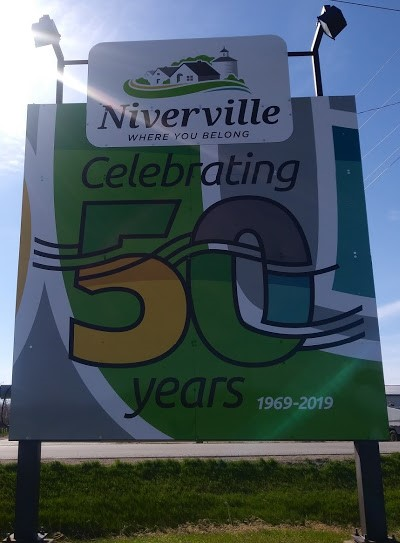 Niverville
WHERE YOU BELONG
Celebrating
50
years
1969-2019